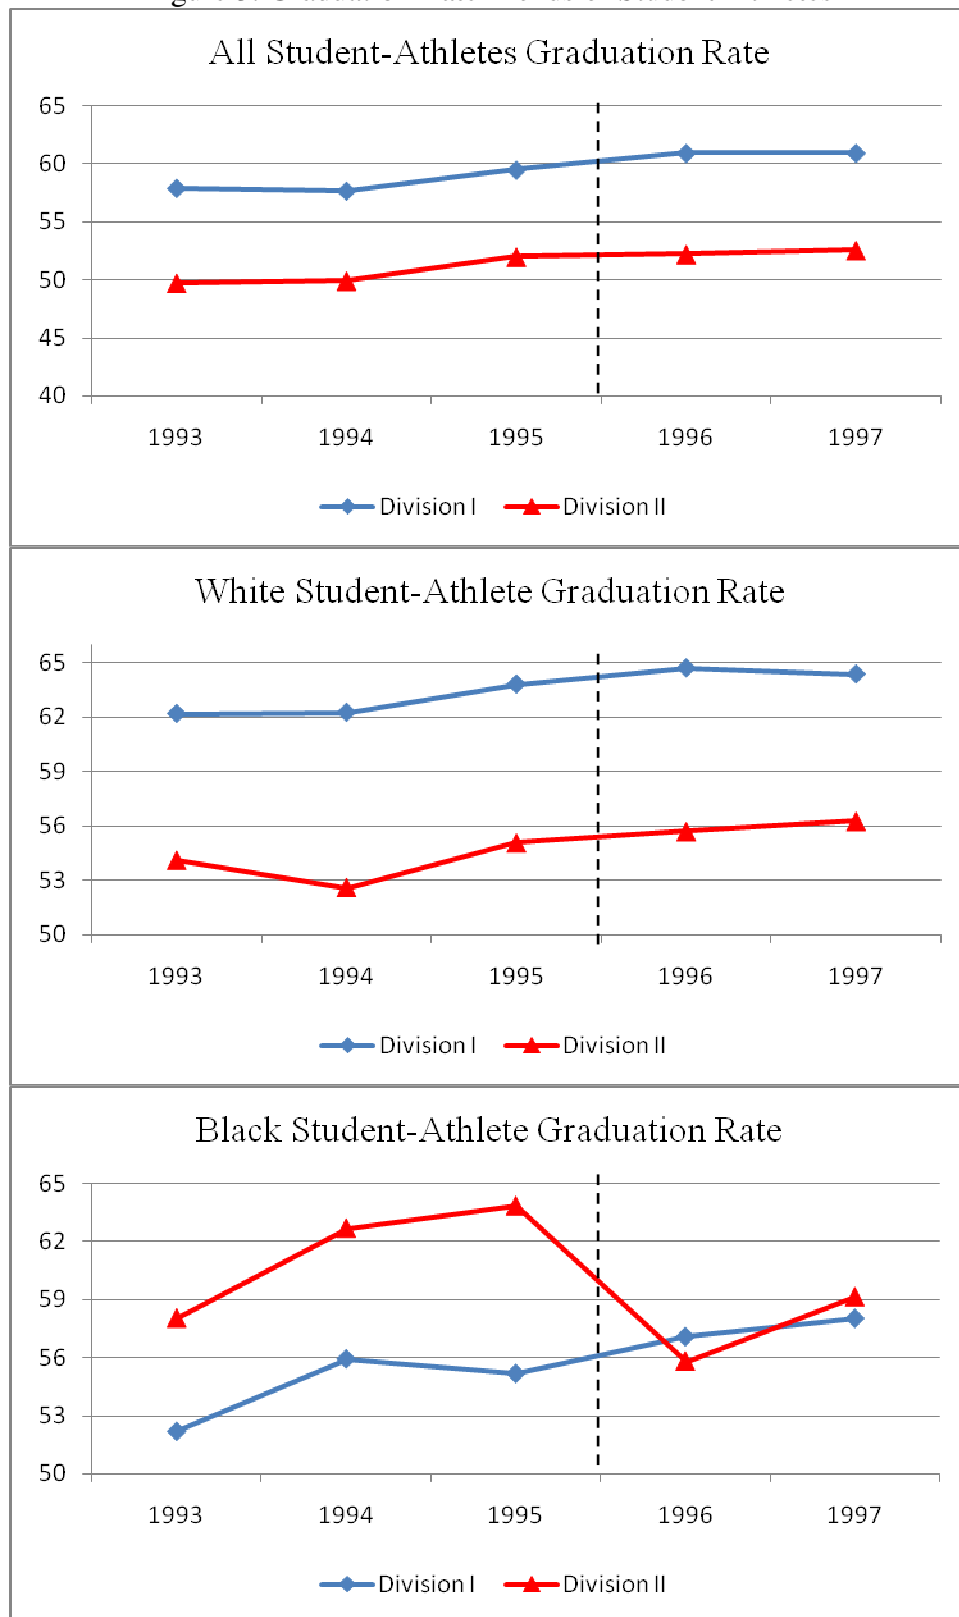 All Student-Athletes Graduation Rate
65
60
55
50
45
40
1993 1994 1995 1996 1997
Division I Division II
White Student-Athlete Graduation Rate
65
62
59
56
53
50
1993 1994 1995 1996 1997
Division I Division II
Black Student-Athlete Graduation Rate
65
62
59
56
53
50
1993 1994 1995 1996 1997
Division I Division II